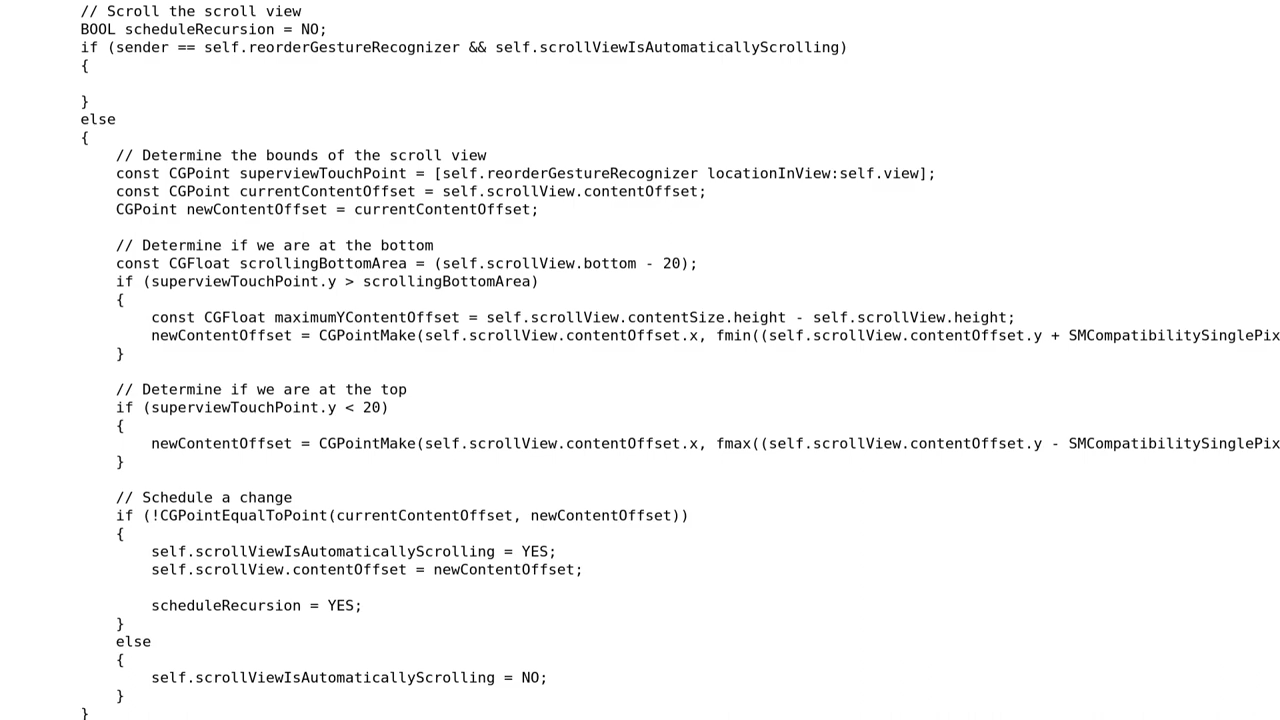 // Scroll the scroll view
BOOL scheduleRecursion = NO;
if (sender == self.reorderGestureRecognizer && self.scrollViewIsAutomaticallyScrolling)
{
}
else
{
// Determine the bounds of the scroll view
const CGPoint superviewTouchPoint = [self.reorderGestureRecognizer locationInView:self.view];
const CGPoint currentContentOffset = self.scrollView.contentOffset;
CGPoint newContentOffset = currentContentOffset;
// Determine if we are at the bottom
const CGFloat scrollingBottomArea = (self.scrollView.bottom - 20);
if (superviewTouchPoint.y > scrollingBottomArea)
{
const CGFloat maximumYContentOffset = self.scrollView.contentSize.height - self.scrollView.height;
newContentOffset = CGPointMake(self.scrollView.contentOffset.x, fmin((self.scrollView.contentOffset.y + SMCompatibilitySinglePix
}
// Determine if we are at the top
if (superviewTouchPoint.y < 20)
{
newContentOffset = CGPointMake(self.scrollView.contentOffset.x, fmax((self.scrollView.contentOffset.y - SMCompatibilitySinglePix
}
// Schedule a change
if (!CGPointEqualToPoint(currentContentOffset, newContentOffset))
{
self.scrollViewIsAutomaticallyScrolling = YES;
self.scrollView.contentOffset = newContentOffset;
scheduleRecursion = YES;
}
else
{
self.scrollViewIsAutomaticallyScrolling = NO;
}
}